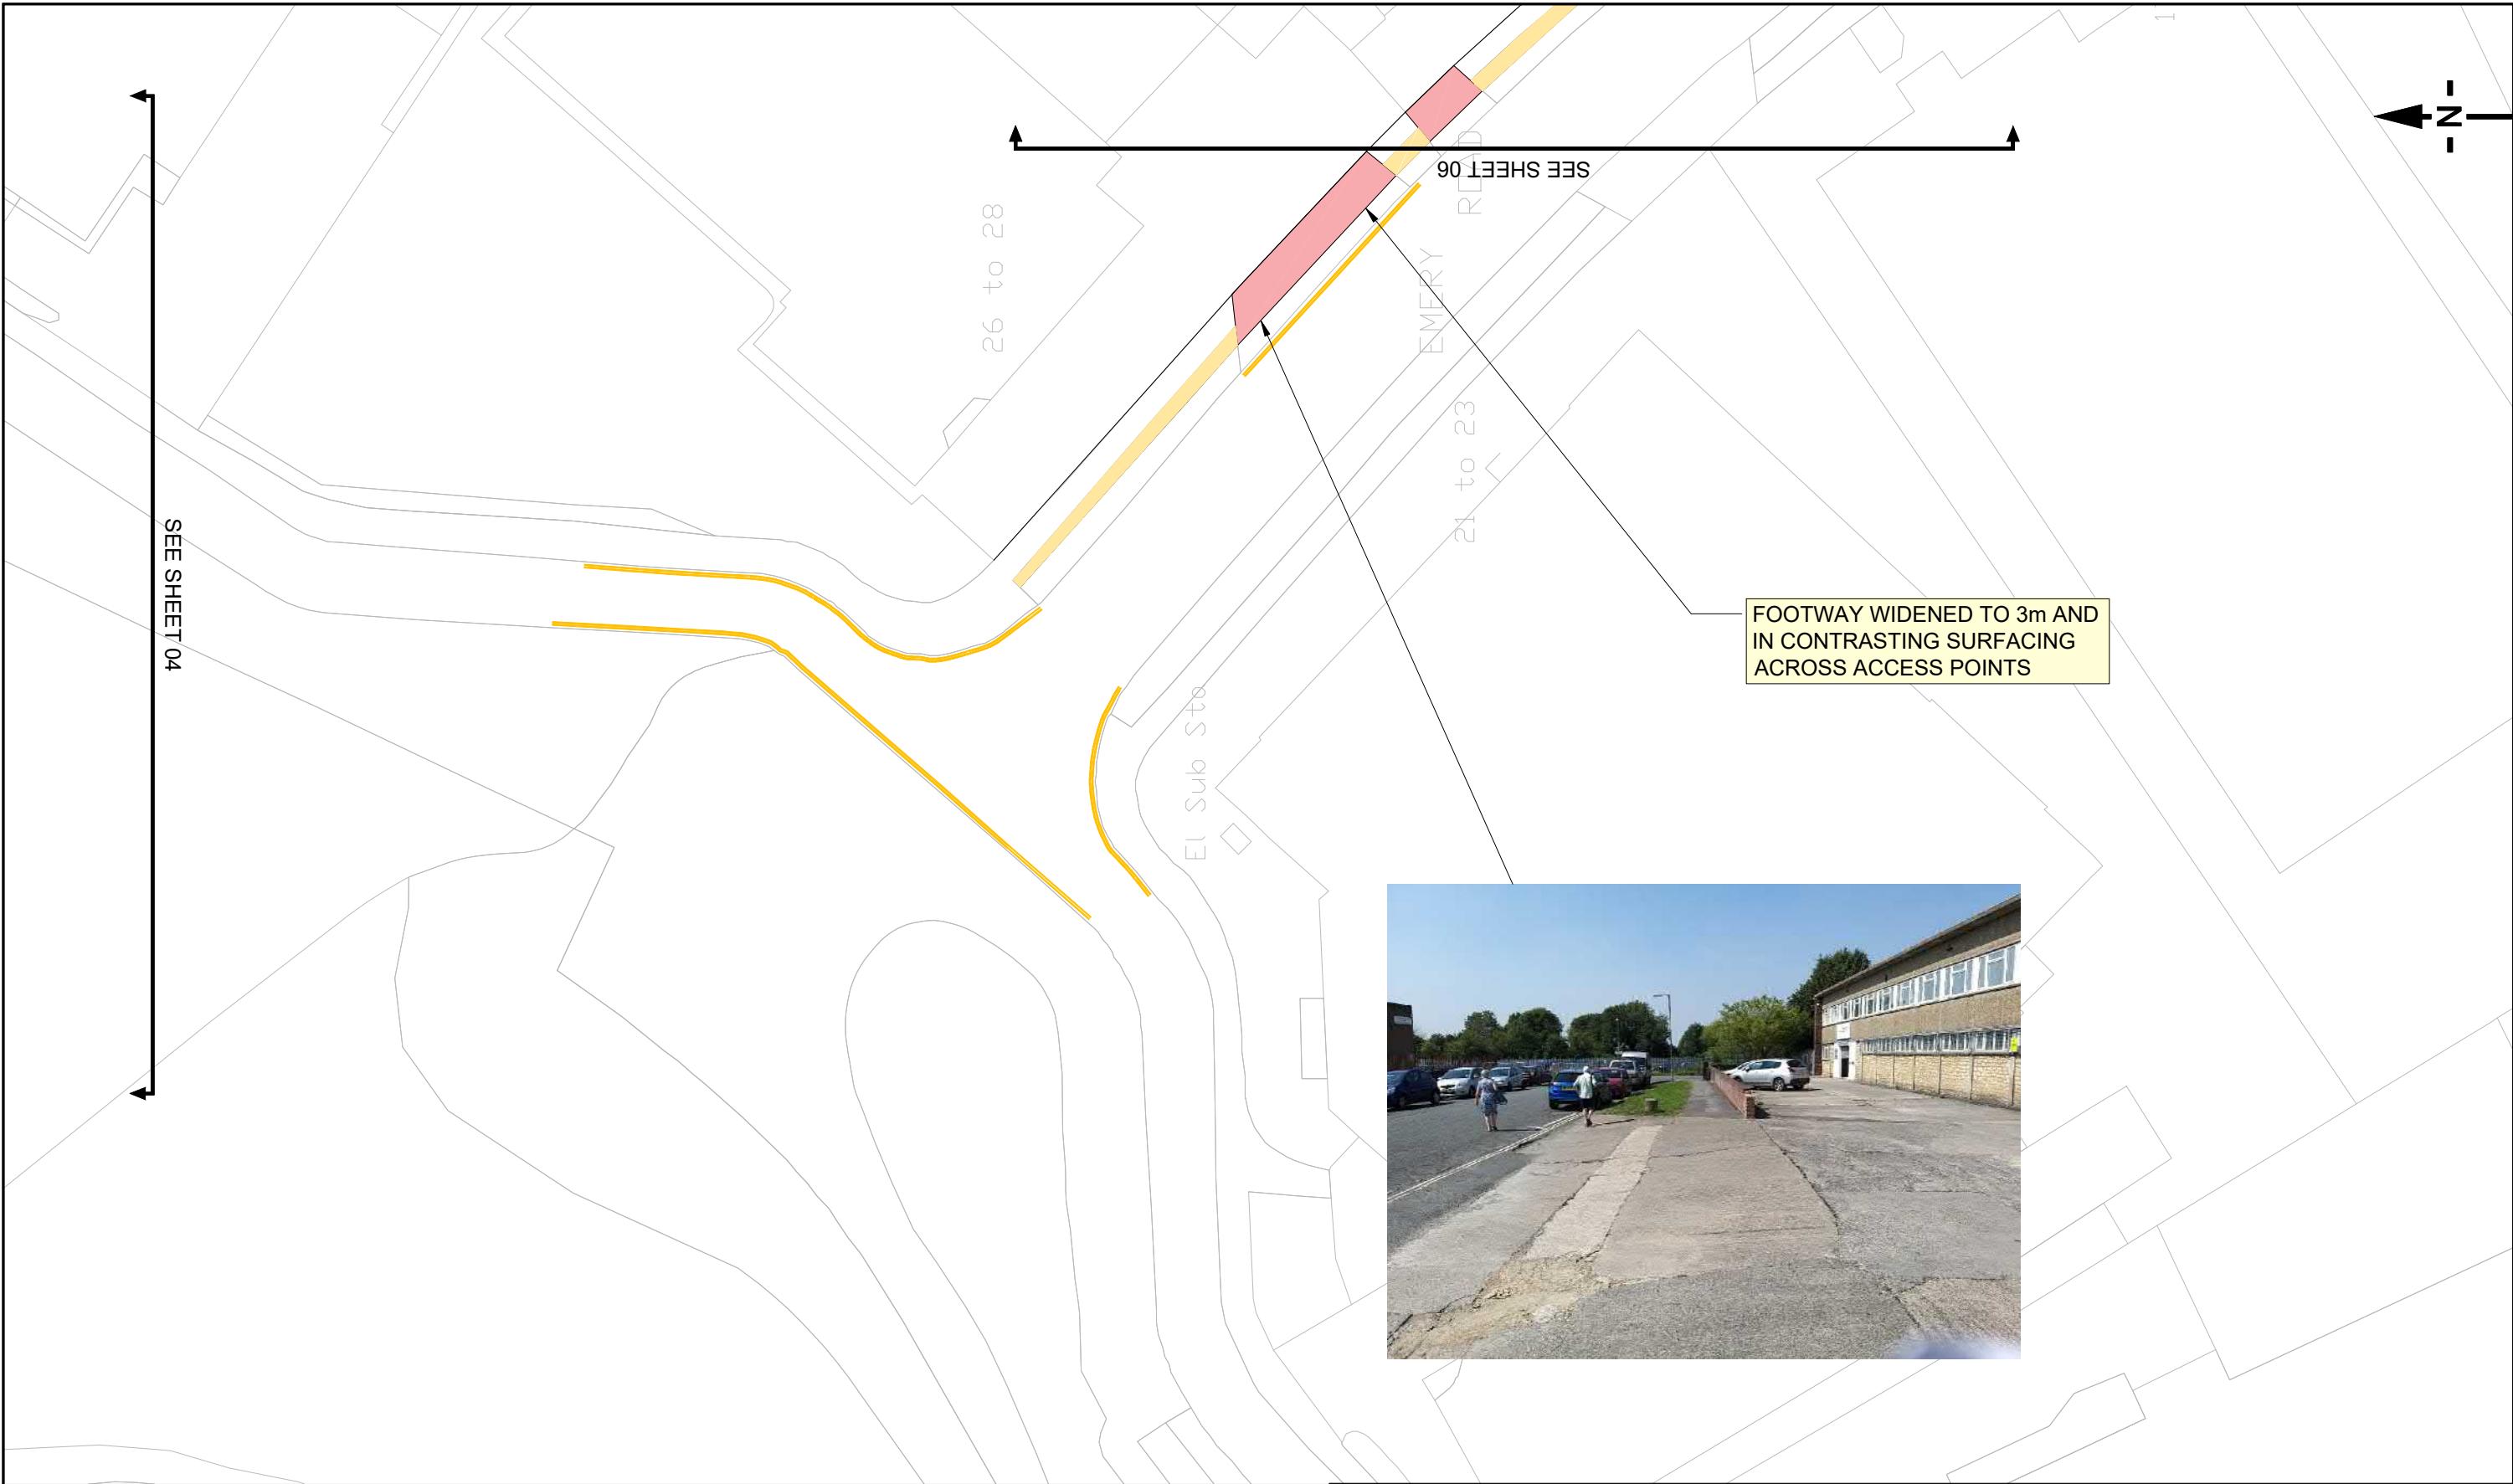 SEE SHEET 06
N
26 to 28
EMERY ROAD
21 to 23
SEE SHEET 04
El Sub Sta
FOOTWAY WIDENED TO 3m AND
IN CONTRASTING SURFACING
ACROSS ACCESS POINTS